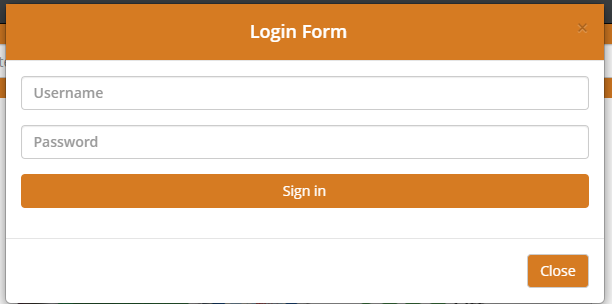 Login Form
×
Username
Password
Sign in
Close